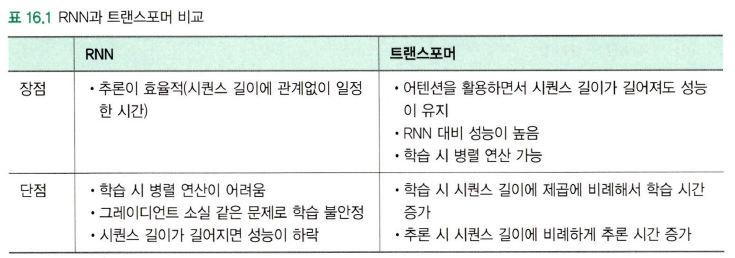 표 16.1 RNN과 트랜스포머 비교
RNN
트랜스포머
장점
• 추론이 효율적(시퀀스 길이에 관계없이 일정
한 시간)
• 어텐션을 활용하면서 시퀀스 길이가 길어져도 성능
이 유지
• RNN 대비 성능이 높음
• 학습 시 병렬 연산 가능
단점
• 학습 시 병렬 연산이 어려움
• 그레이디언트 소실 같은 문제로 학습 불안정
• 시퀀스 길이가 길어지면 성능이 하락
• 학습 시 시퀀스 길이에 제곱에 비례해서 학습 시간
증가
• 추론 시 시퀀스 길이에 비례하게 추론 시간 증가